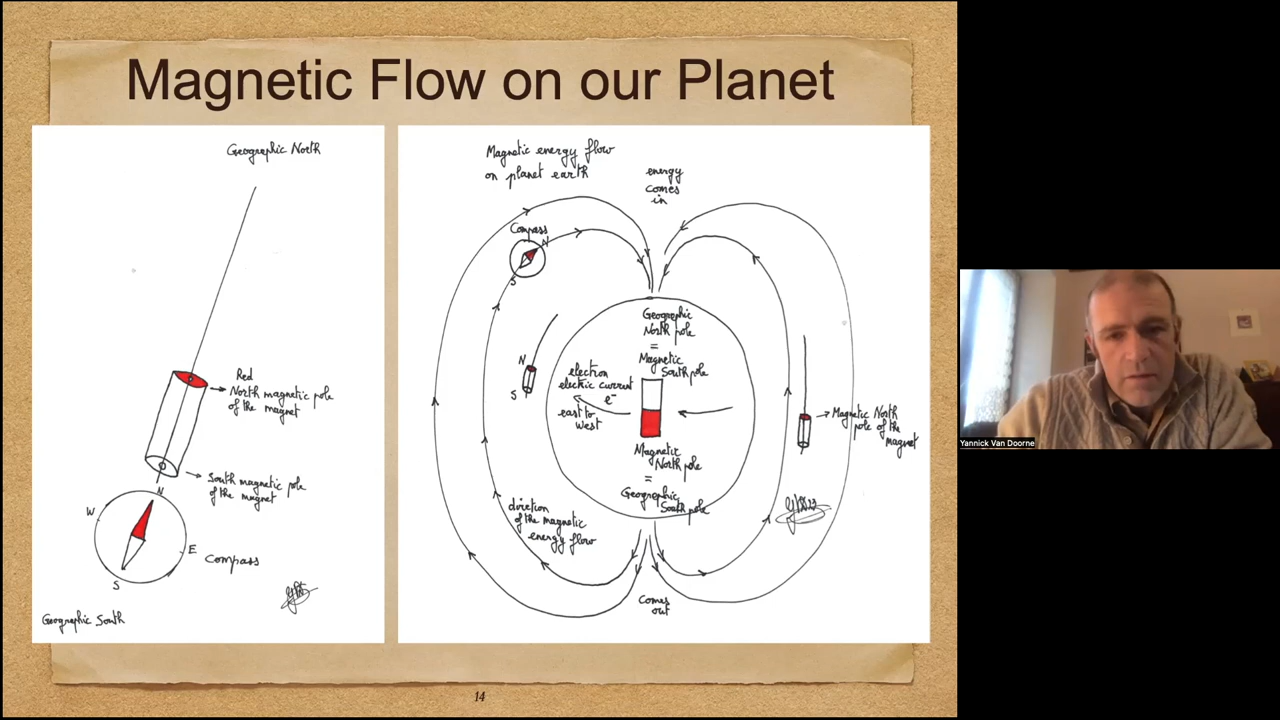 Magnetic Flow on our Planet
Geographic North
Red
North magnetic pole
of the magnet
South magnetic pole
of the magnet
N
W
E
S
Compass
Geographic South
Magnetic energy flow
on planet earth
energy
comes
in
Compass
N
S
Geographic
North pole
=
Magnetic
South pole
N
S
electron
electric current
e-
east to
west
Magnetic North
pole of the
magnet
Magnetic
North pole
=
Geographic
South pole
direction
of the magnetic
energy flow
Comes
out
14
Yannick Van Doorne